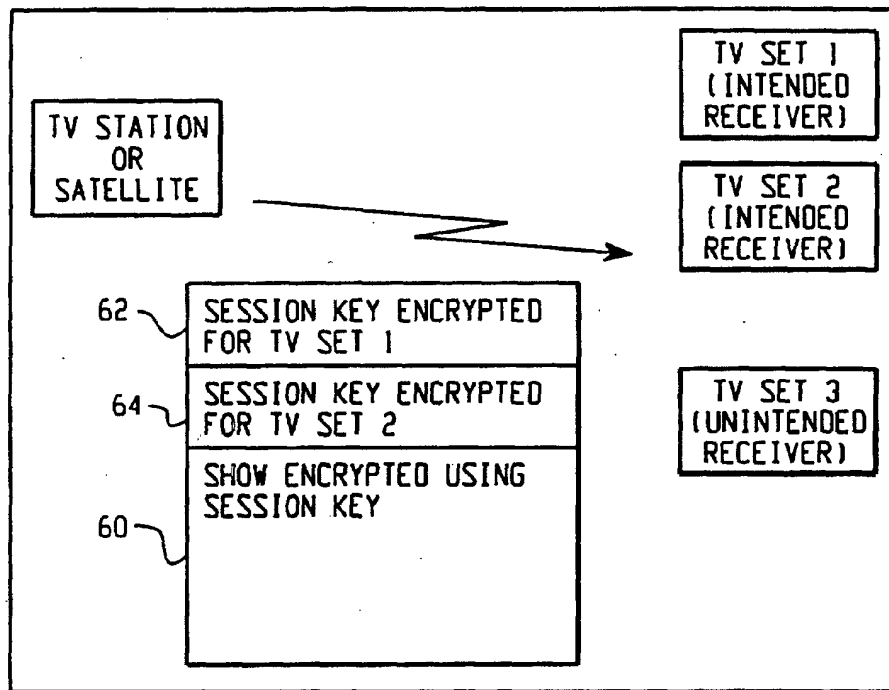 TV STATION
OR
SATELLITE
TV SET 1
(INTENDED
RECEIVER)
TV SET 2
(INTENDED
RECEIVER)
TV SET 3
(UNINTENDED
RECEIVER)
62
SESSION KEY ENCRYPTED
FOR TV SET 1
64
SESSION KEY ENCRYPTED
FOR TV SET 2
60
SHOW ENCRYPTED USING
SESSION KEY